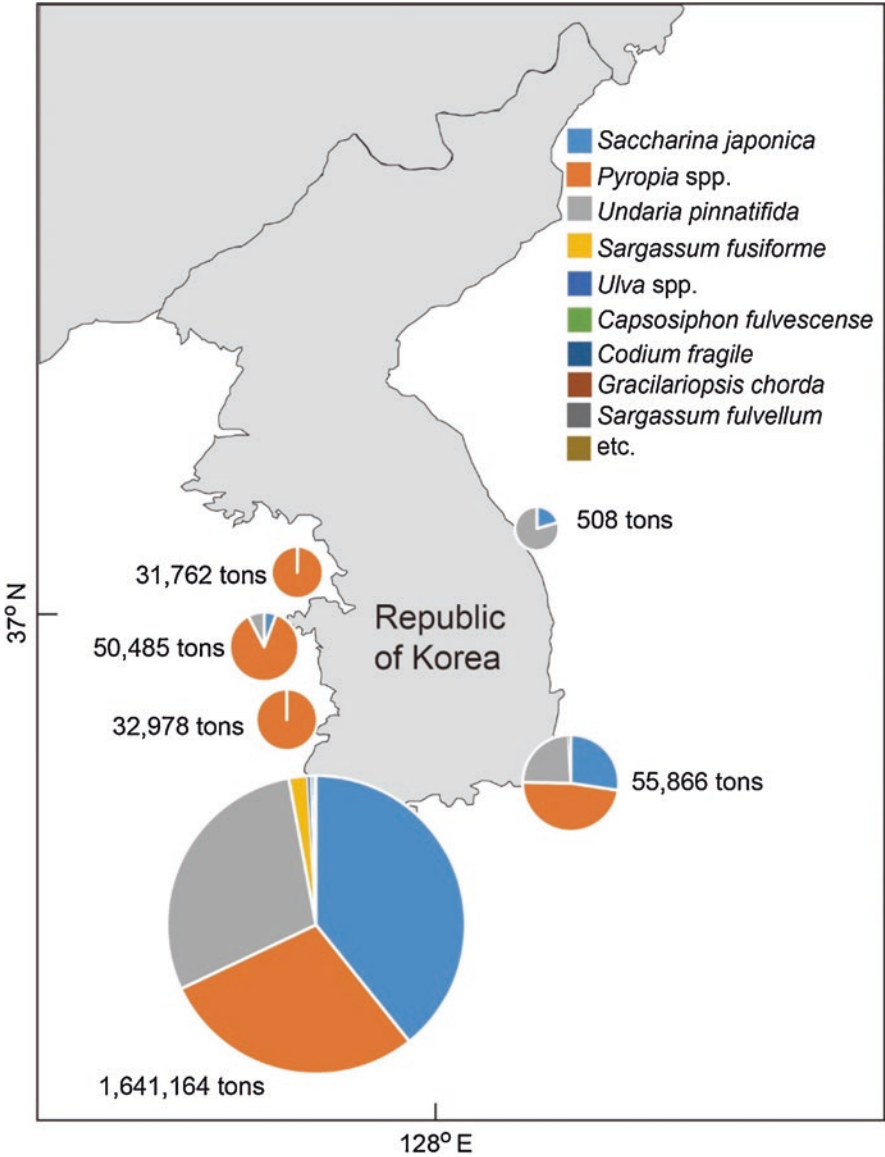 Saccharina japonica
Pyropia spp.
Undaria pinnatifida
Sargassum fusiforme
Ulva spp.
Capsosiphon fulvescense
Codium fragile
Gracilariopsis chorda
Sargassum fulvellum
etc.
508 tons
31,762 tons
37° N
Republic
of Korea
50,485 tons
32,978 tons
55,866 tons
1,641,164 tons
128° E